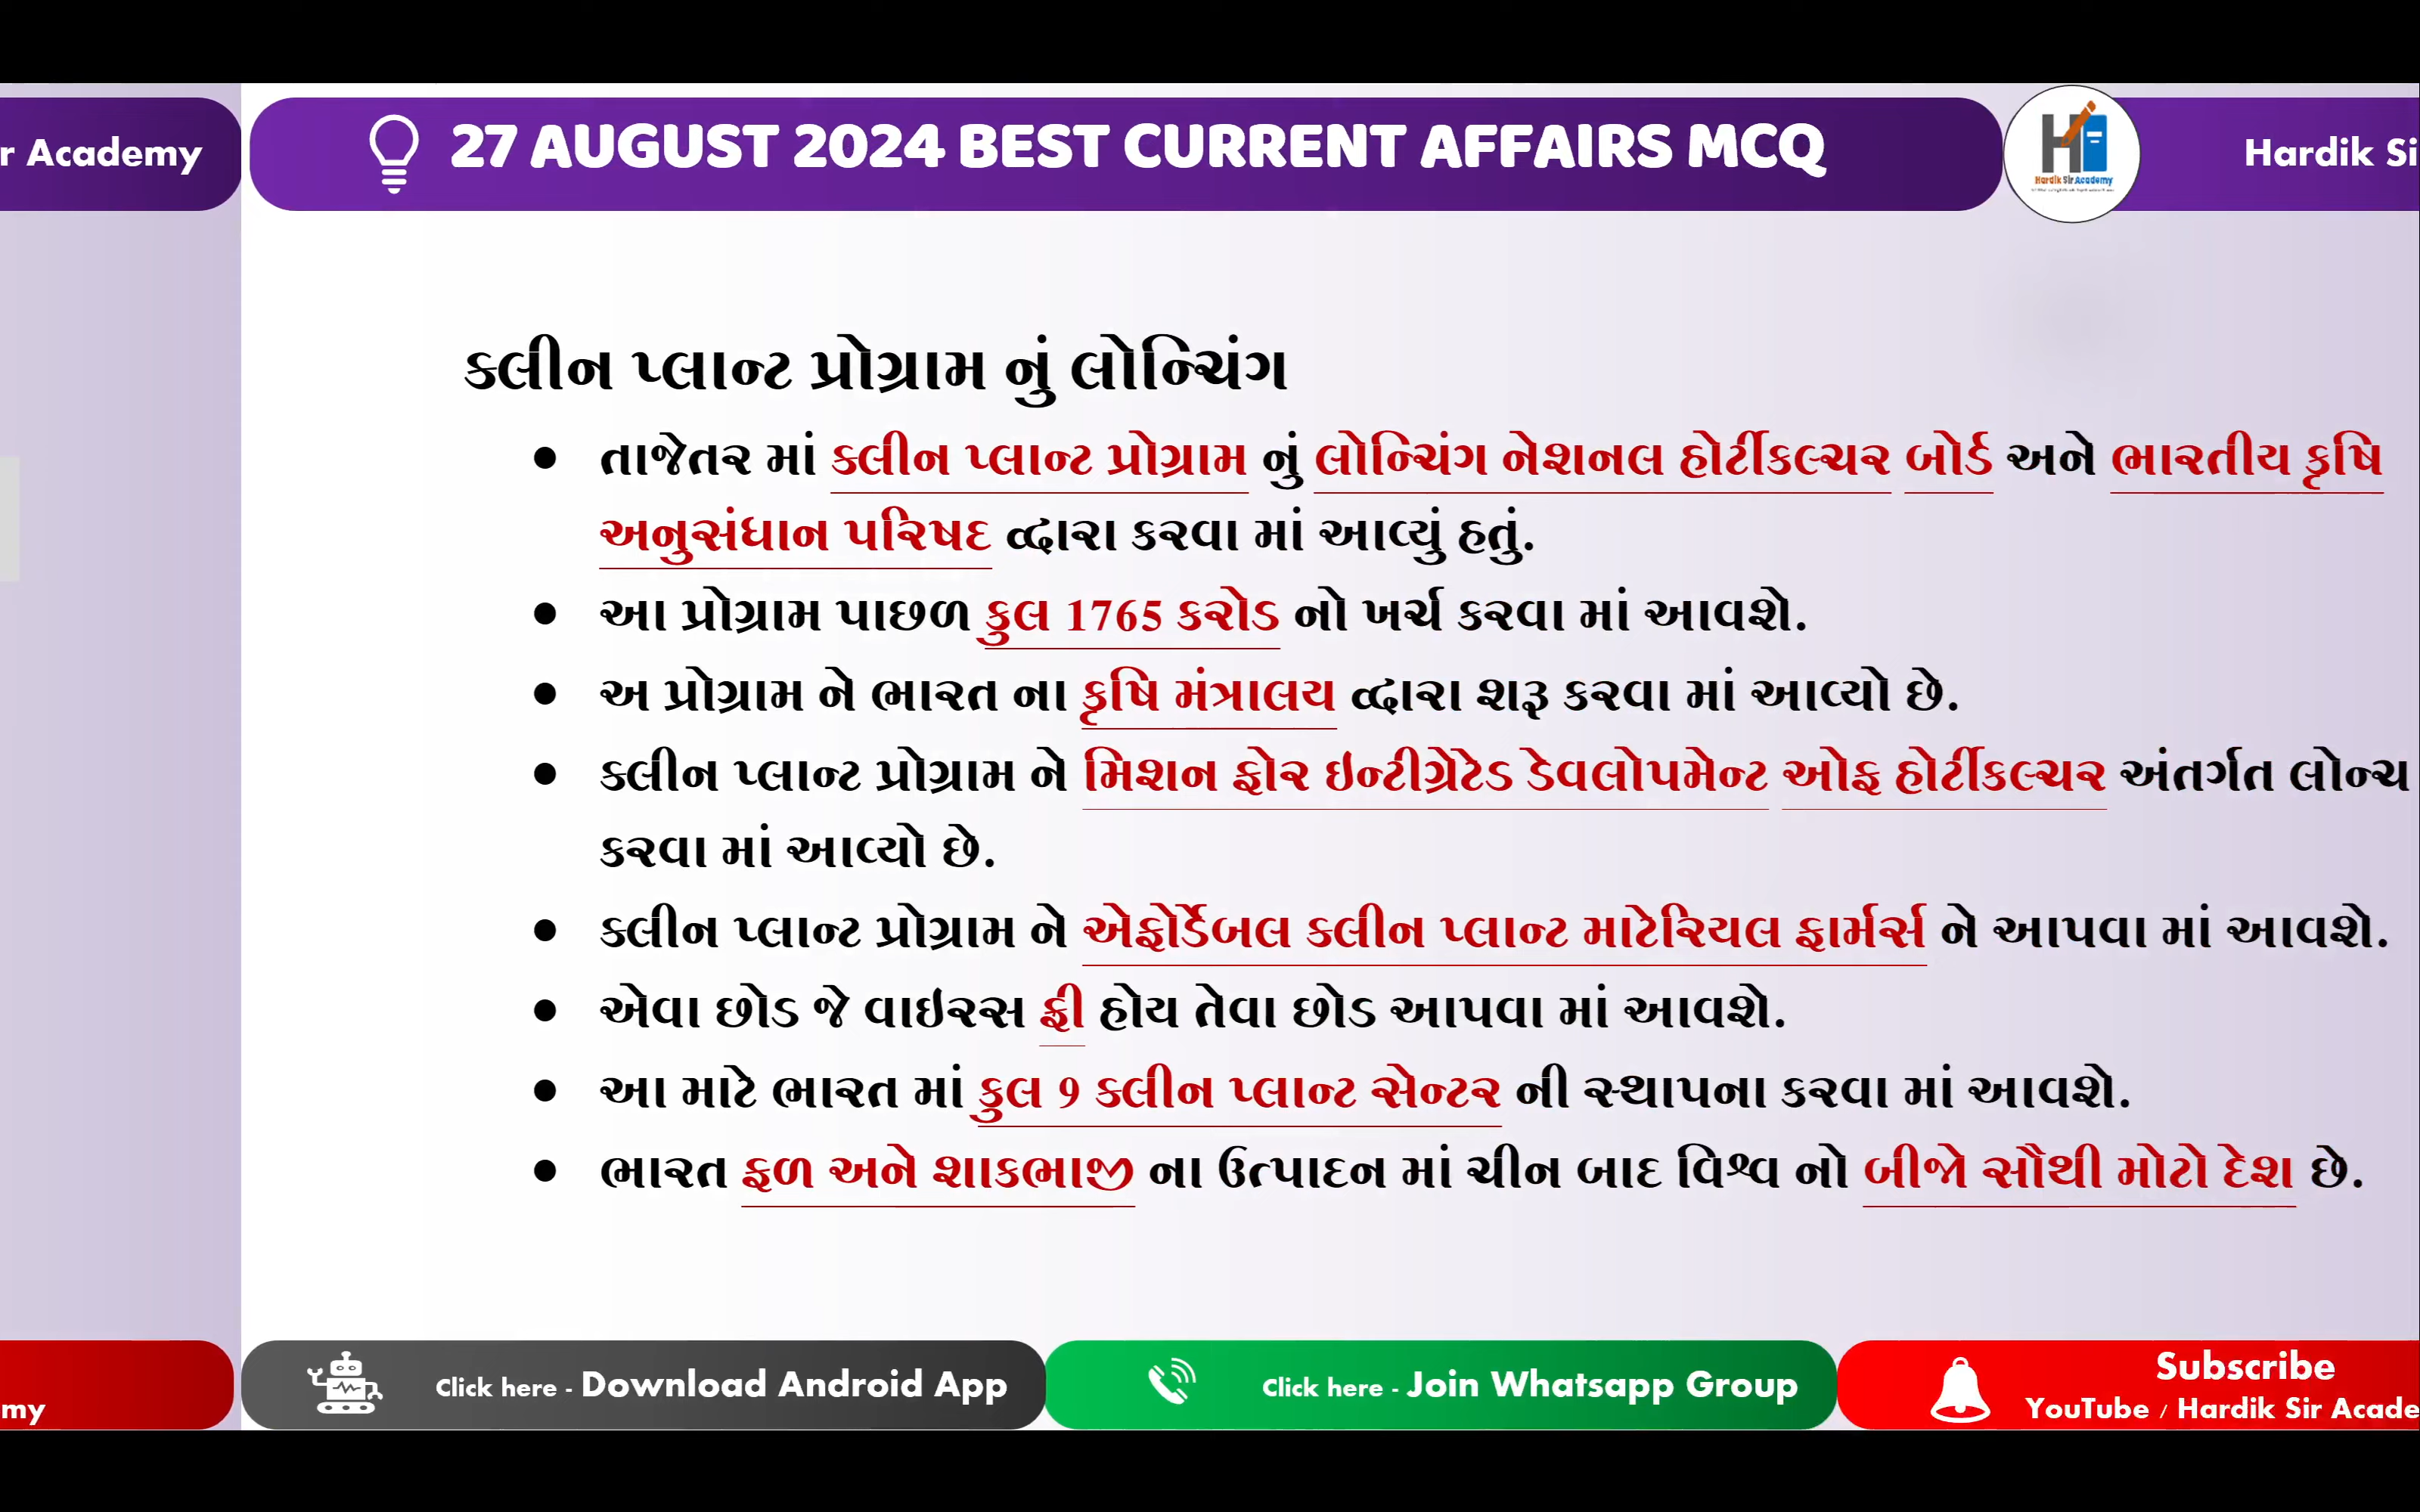 r Academy
27 AUGUST 2024 BEST CURRENT AFFAIRS MCQ
Hardik Sir Academy
Hardik Si
ક્લીન પ્લાન્ટ પ્રોગ્રામ નું લોન્ચિંગ
● તાજેતર માં ક્લીન પ્લાન્ટ પ્રોગ્રામ નું લોન્ચિંગ નેશનલ હોર્ટીકલ્ચર બોર્ડ અને ભારતીય કૃષિ
અનુસંધાન પરિષદ દ્વારા કરવા માં આવ્યું હતું.
● આ પ્રોગ્રામ પાછળ કુલ 1765 કરોડ નો ખર્ચ કરવા માં આવશે.
● અ પ્રોગ્રામ ને ભારત ના કૃષિ મંત્રાલય દ્વારા શરૂ કરવા માં આવ્યો છે.
● ક્લીન પ્લાન્ટ પ્રોગ્રામ ને મિશન ફોર ઇન્ટીગ્રેટેડ ડેવલોપમેન્ટ ઓફ હોર્ટીકલ્ચર અંતર્ગત લોન્ચ
કરવા માં આવ્યો છે.
● ક્લીન પ્લાન્ટ પ્રોગ્રામ ને એફોર્ડેબલ ક્લીન પ્લાન્ટ માટેરિયલ ફાર્મર્સ ને આપવા માં આવશે.
● એવા છોડ જે વાઇરસ ફ્રી હોય તેવા છોડ આપવા માં આવશે.
● આ માટે ભારત માં કુલ 9 ક્લીન પ્લાન્ટ સેન્ટર ની સ્થાપના કરવા માં આવશે.
● ભારત ફળ અને શાકભાજી ના ઉત્પાદન માં ચીન બાદ વિશ્વ નો બીજો સૌથી મોટો દેશ છે.
my
Click here - Download Android App
Click here - Join Whatsapp Group
Subscribe
YouTube / Hardik Sir Acade